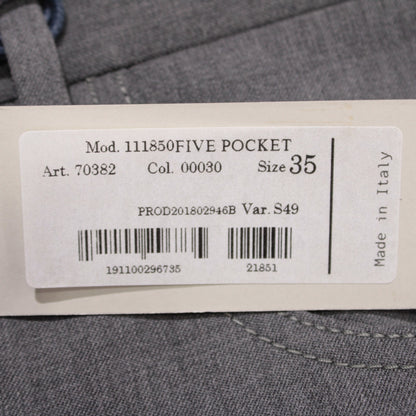 Mod. 111850FIVE POCKET
Art. 70382 Col. 00030 Size 35
PROD201802946B Var. S49
191100296735 21851
Made in Italy